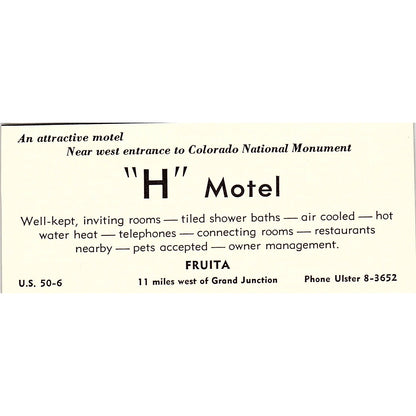 An attractive motel
Near west entrance to Colorado National Monument
"H" Motel
Well-kept, inviting rooms — tiled shower baths — air cooled — hot
water heat — telephones — connecting rooms — restaurants
nearby — pets accepted — owner management.
FRUITA
U.S. 50-6 11 miles west of Grand Junction Phone Ulster 8-3652